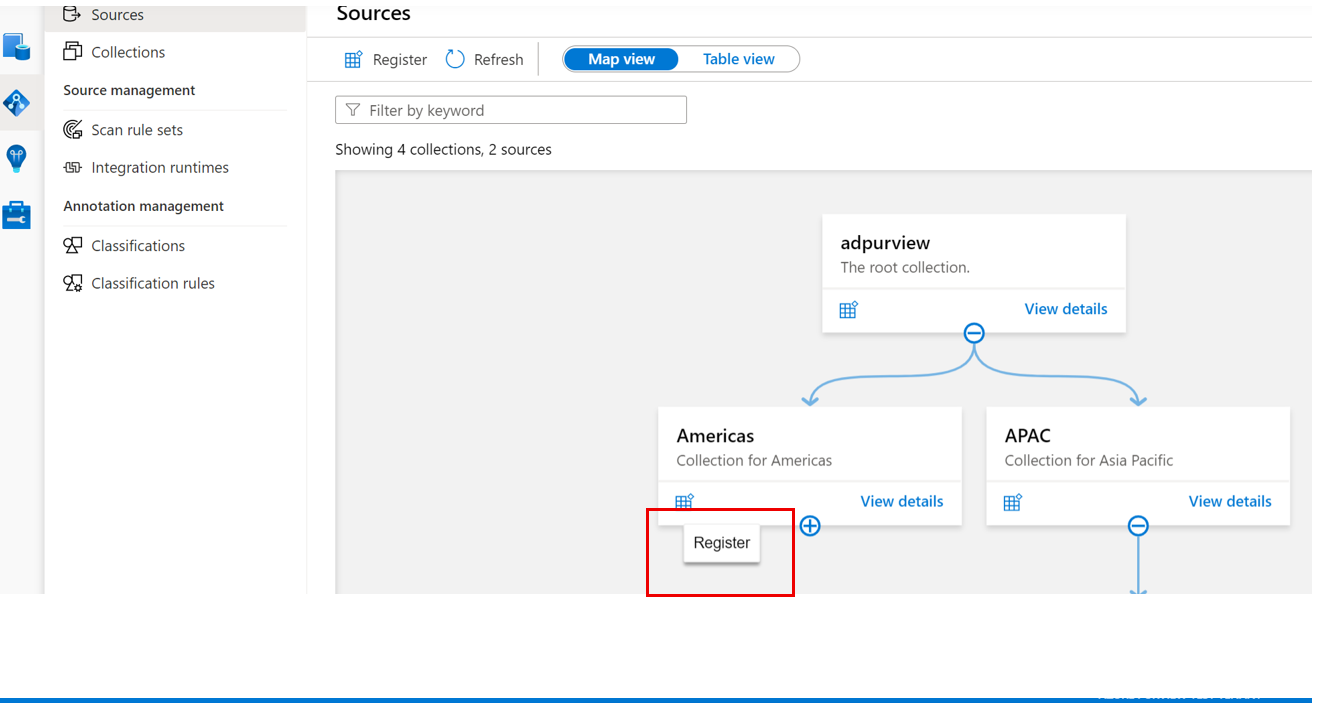 Sources
Collections
Source management
Scan rule sets
Integration runtimes
Annotation management
Classifications
Classification rules
Sources
Register
Refresh
Map view
Table view
Filter by keyword
Showing 4 collections, 2 sources
adpurview
The root collection.
View details
Americas
Collection for Americas
View details
Register
APAC
Collection for Asia Pacific
View details